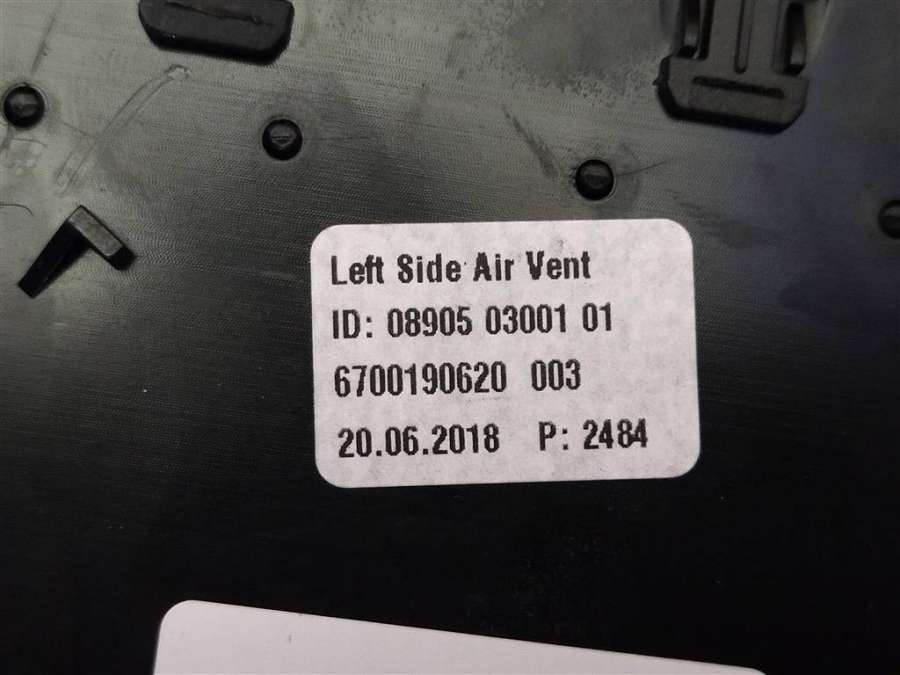 Left Side Air Vent
ID: 08905 03001 01
6700190620 003
20.06.2018 P: 2484